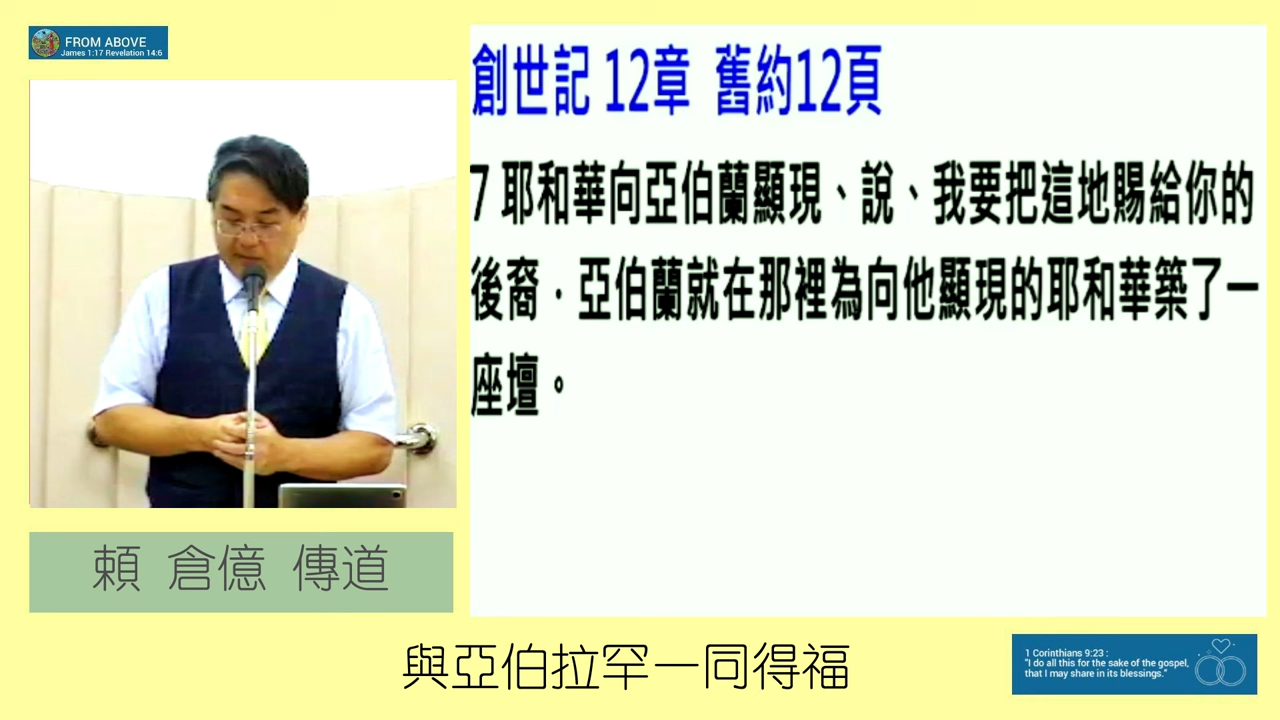 FROM ABOVE
James 1:17 Revelation 14:6
創世記 12章 舊約12頁
7 耶和華向亞伯蘭顯現、說、我要把這地賜給你的
後裔．亞伯蘭就在那裡為向他顯現的耶和華築了一
座壇。
賴 倉億 傳道
與亞伯拉罕一同得福
1 Corinthians 9:23 :
"I do all this for the sake of the gospel,
that I may share in its blessings."